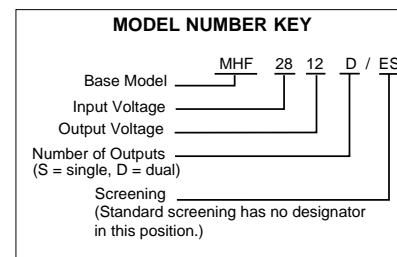 MODEL NUMBER KEY
MHF 28 12 D / ES
Base Model
Input Voltage
Output Voltage
Number of Outputs
(S = single, D = dual)
Screening
(Standard screening has no designator
in this position.)